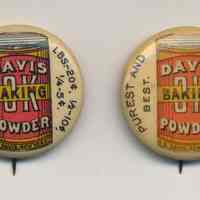 DAVIS
OK
BAKING
POWDER
LBS-20¢. ½-10¢
¼-5¢.
PUREST AND
BEST.
DAVIS
OK
BAKING
POWDER